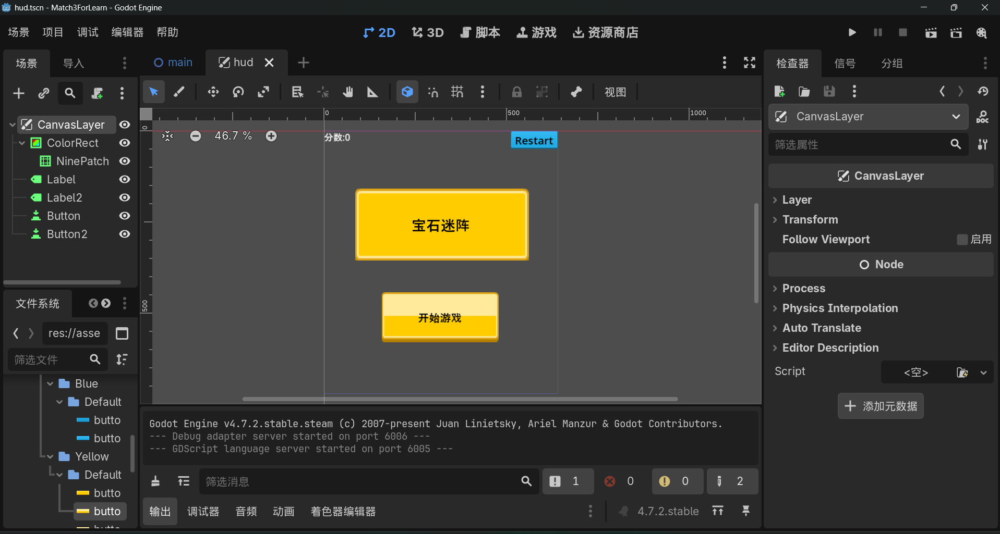 hud.tscn - Match3ForLearn - Godot Engine
场景 项目 调试 编辑器 帮助
2D 3D 脚本 游戏 资源商店
场景 导入
main hud
检查器 信号 分组
视图
0 500 1000
0
500
46.7 %
CanvasLayer
ColorRect
NinePatch
Label
Label2
Button
Button2
分数:0
Restart
宝石迷阵
开始游戏
文件系统
res://asse
筛选文件
Blue
Default
butto
butto
Yellow
Default
butto
butto
butto
Godot Engine v4.7.2.stable.steam (c) 2007-present Juan Linietsky, Ariel Manzur & Godot Contributors.
--- Debug adapter server started on port 6006 ---
--- GDScript language server started on port 6005 ---
筛选消息
1 0 0 2
输出 调试器 音频 动画 着色器编辑器
4.7.2.stable
CanvasLayer
DOC
筛选属性
CanvasLayer
Layer
Transform
Follow Viewport 启用
Node
Process
Physics Interpolation
Auto Translate
Editor Description
Script <空>
添加元数据